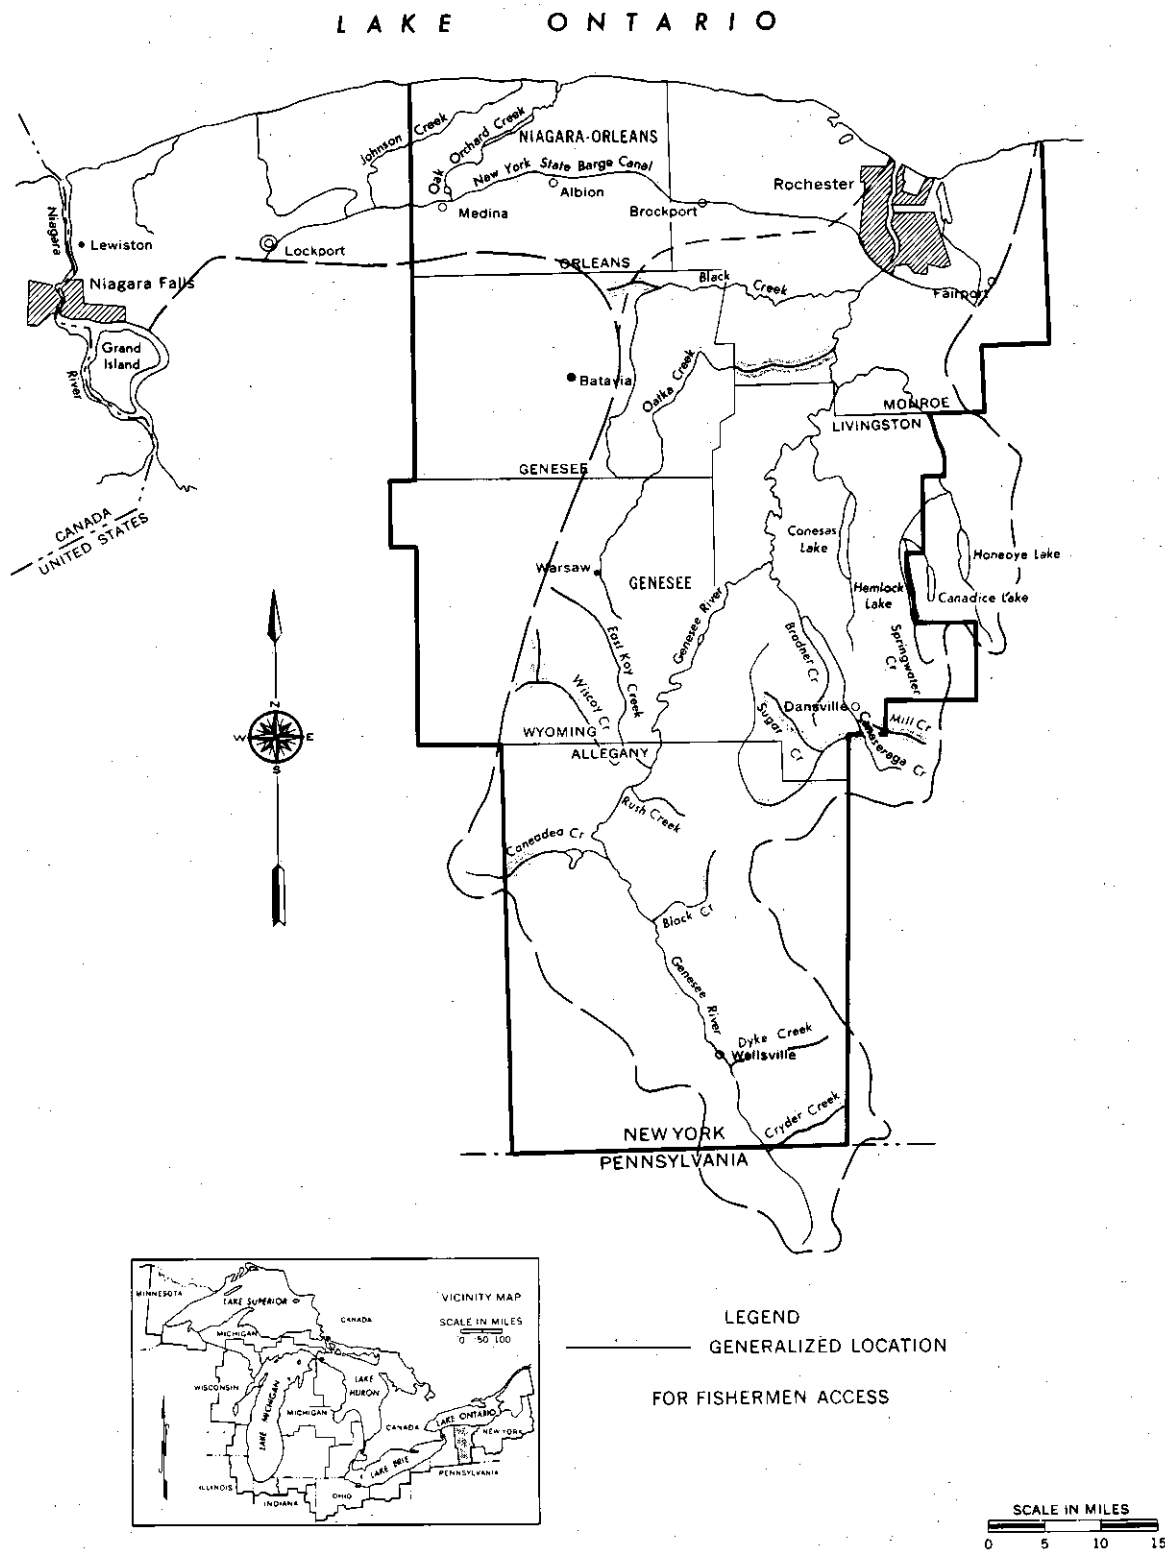 LAKE ONTARIO
Johnson Creek
Oak Orchard Creek
NIAGARA-ORLEANS
New York State Barge Canal
Rochester
Albion
Medina
Brockport
Niagara
River
Lewiston
Lockport
ORLEANS
Niagara Falls
Black Creek
Fairport
Grand
Island
Batavia
Oatka Creek
MONROE
LIVINGSTON
GENESEE
CANADA
UNITED STATES
Conesas
Lake
Honeoye Lake
Warsaw
GENESEE
Hemlock
Lake
Canadice Lake
Genesee River
East Koy Creek
Bradner Cr
Springwater
Cr
Wiscoy Cr
Sugar Cr
Dansville
Canaseraga Cr
Mill Cr
N
W
E
S
WYOMING
ALLEGANY
Rush Creek
Caneadea Cr
Black Cr
Genesee River
Dyke Creek
Wellsville
Cryder Creek
NEW YORK
PENNSYLVANIA
MINNESOTA
LAKE SUPERIOR
CANADA
MICHIGAN
WISCONSIN
LAKE MICHIGAN
MICHIGAN
LAKE
HURON
CANADA
LAKE ONTARIO
NEW YORK
LAKE ERIE
PENNSYLVANIA
ILLINOIS
INDIANA
OHIO
VICINITY MAP
SCALE IN MILES
0 50 100
LEGEND
GENERALIZED LOCATION
FOR FISHERMEN ACCESS
SCALE IN MILES
0 5 10 15